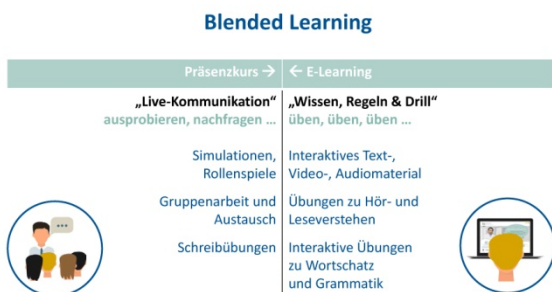 Blended Learning
Präsenzkurs → ← E-Learning
„Live-Kommunikation“
ausprobieren, nachfragen ...
Simulationen,
Rollenspiele
Gruppenarbeit und
Austausch
Schreibübungen
„Wissen, Regeln & Drill“
üben, üben, üben ...
Interaktives Text-,
Video-, Audiomaterial
Übungen zu Hör- und
Leseverstehen
Interaktive Übungen
zu Wortschatz
und Grammatik